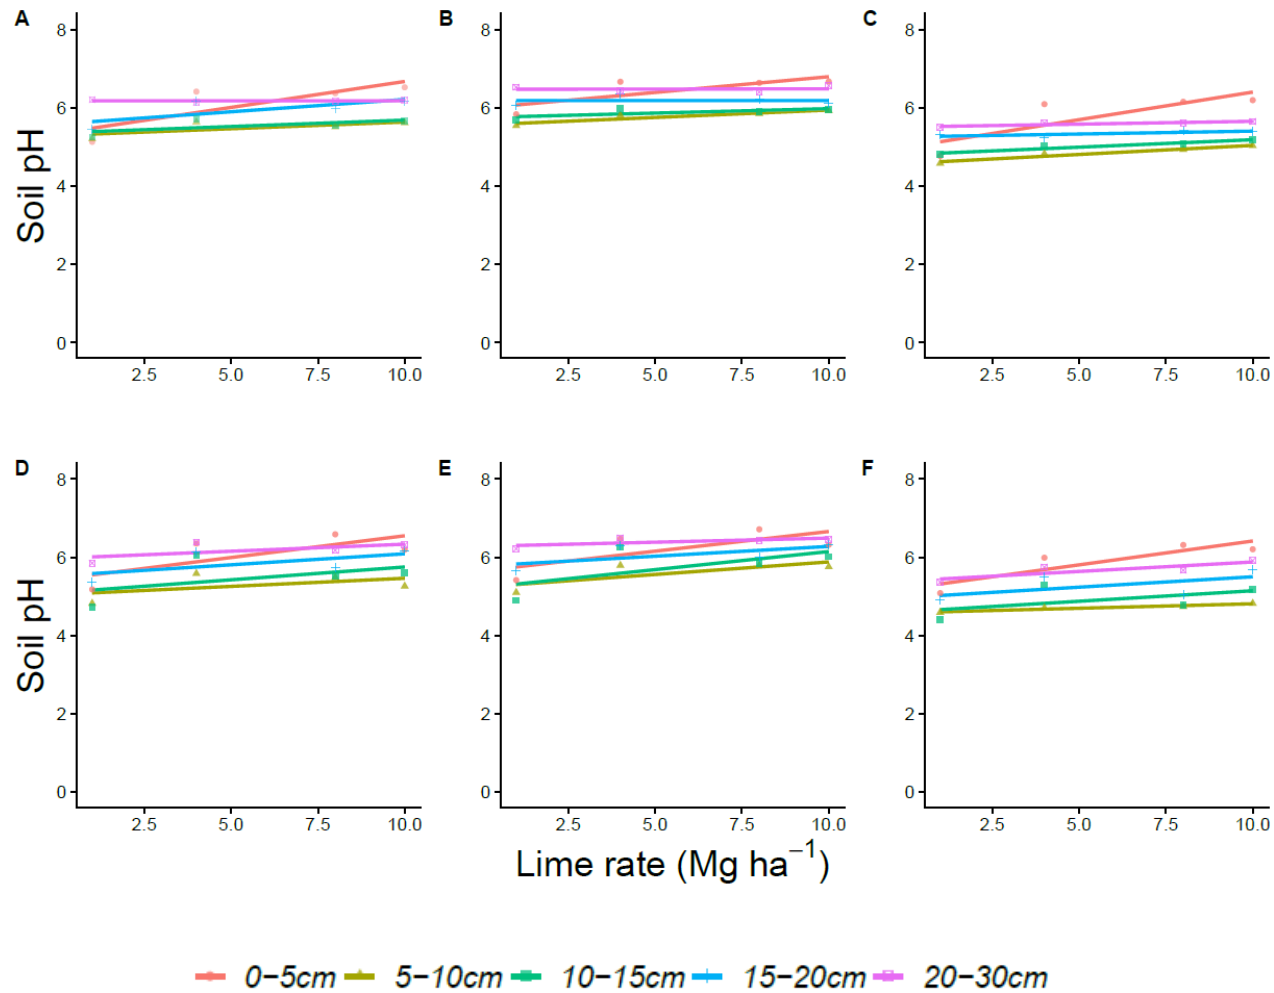 A B C
8 8 8
6 6 6
4 4 4
2 2 2
0 0 0
Soil pH
2.5 5.0 7.5 10.0 2.5 5.0 7.5 10.0 2.5 5.0 7.5 10.0
D E F
8 8 8
6 6 6
4 4 4
2 2 2
0 0 0
Soil pH
2.5 5.0 7.5 10.0 2.5 5.0 7.5 10.0 2.5 5.0 7.5 10.0
Lime rate (Mg ha⁻¹)
0−5cm 5−10cm 10−15cm 15−20cm 20−30cm